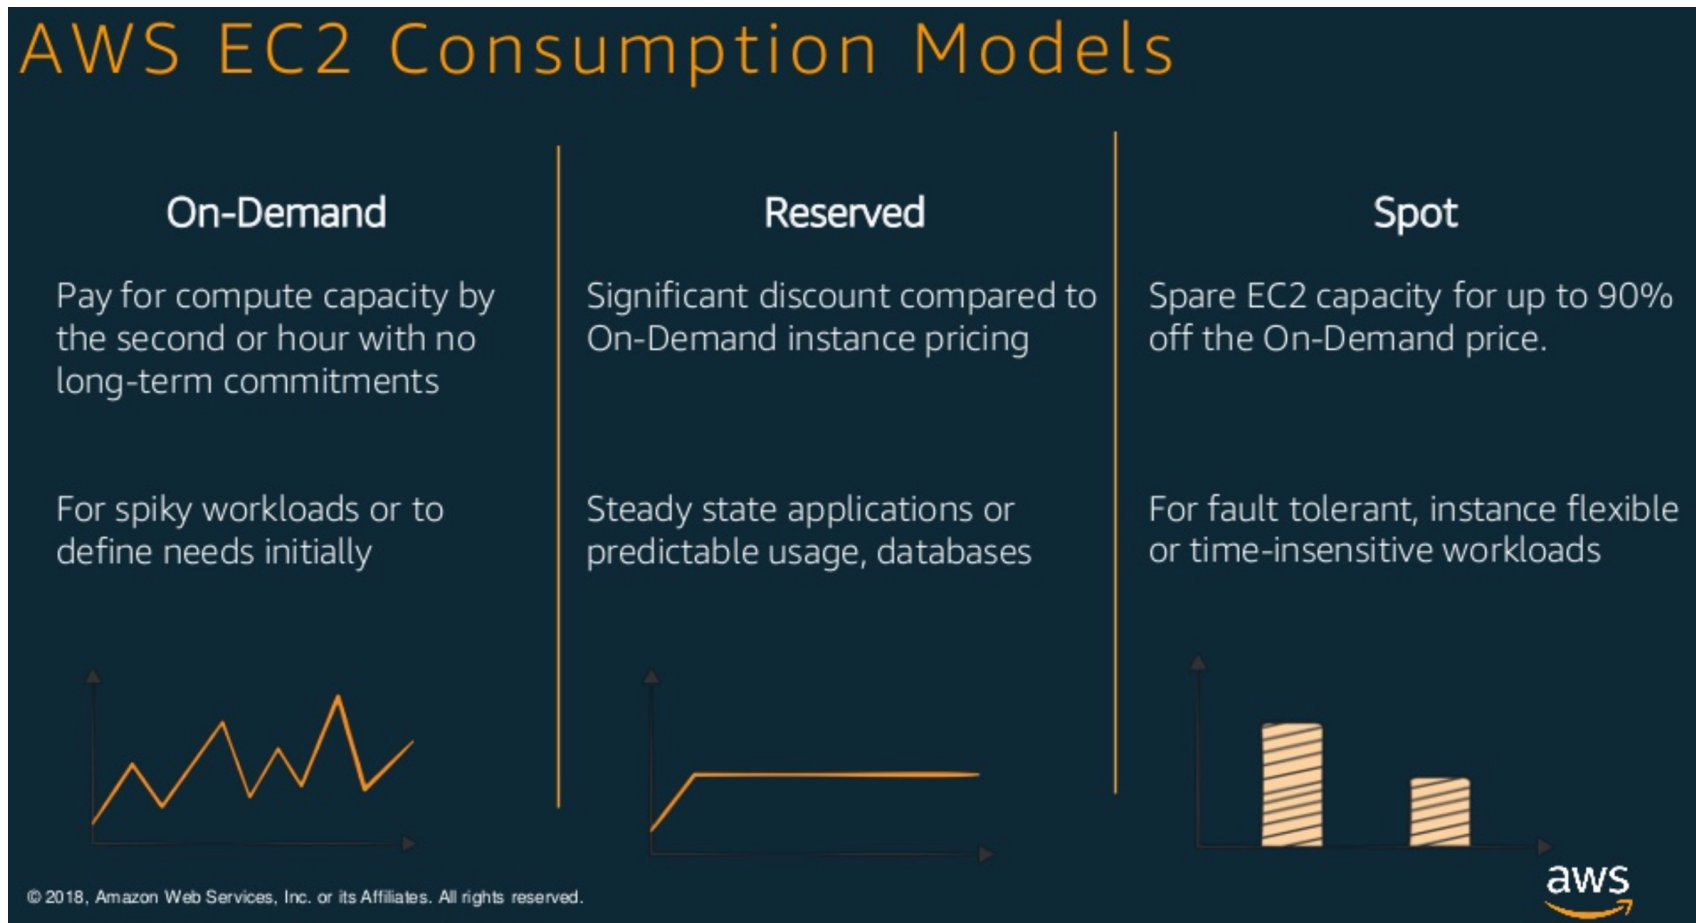 AWS EC2 Consumption Models
On-Demand
Pay for compute capacity by
the second or hour with no
long-term commitments
For spiky workloads or to
define needs initially
Reserved
Significant discount compared to
On-Demand instance pricing
Steady state applications or
predictable usage, databases
Spot
Spare EC2 capacity for up to 90%
off the On-Demand price.
For fault tolerant, instance flexible
or time-insensitive workloads
© 2018, Amazon Web Services, Inc. or its Affiliates. All rights reserved.
aws